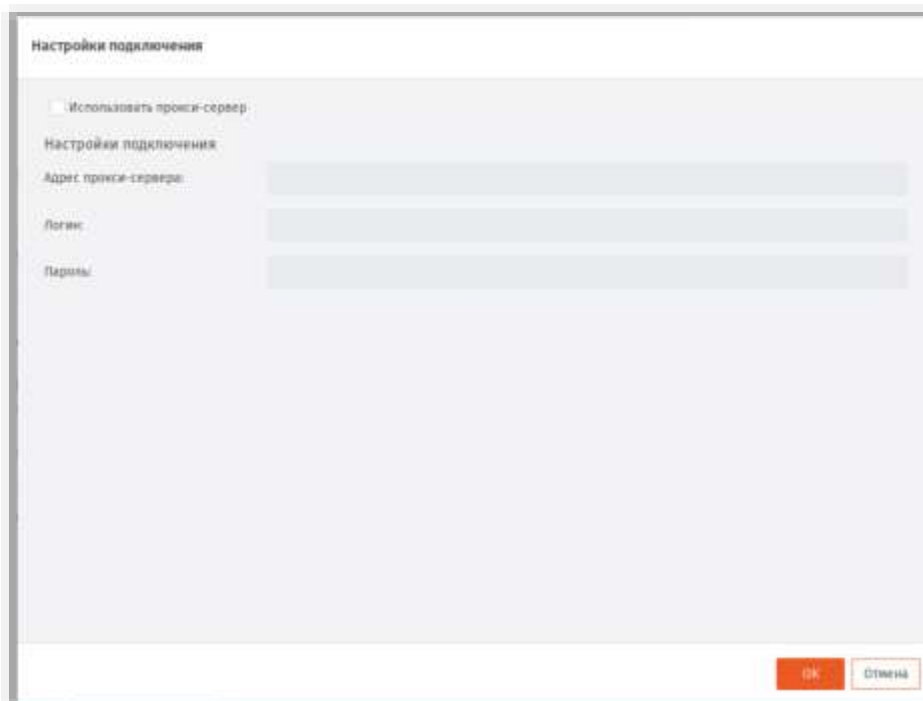 Настройки подключения
Использовать прокси-сервер
Настройки подключения
Адрес прокси-сервера:
Логин:
Пароль:
ОК
Отмена